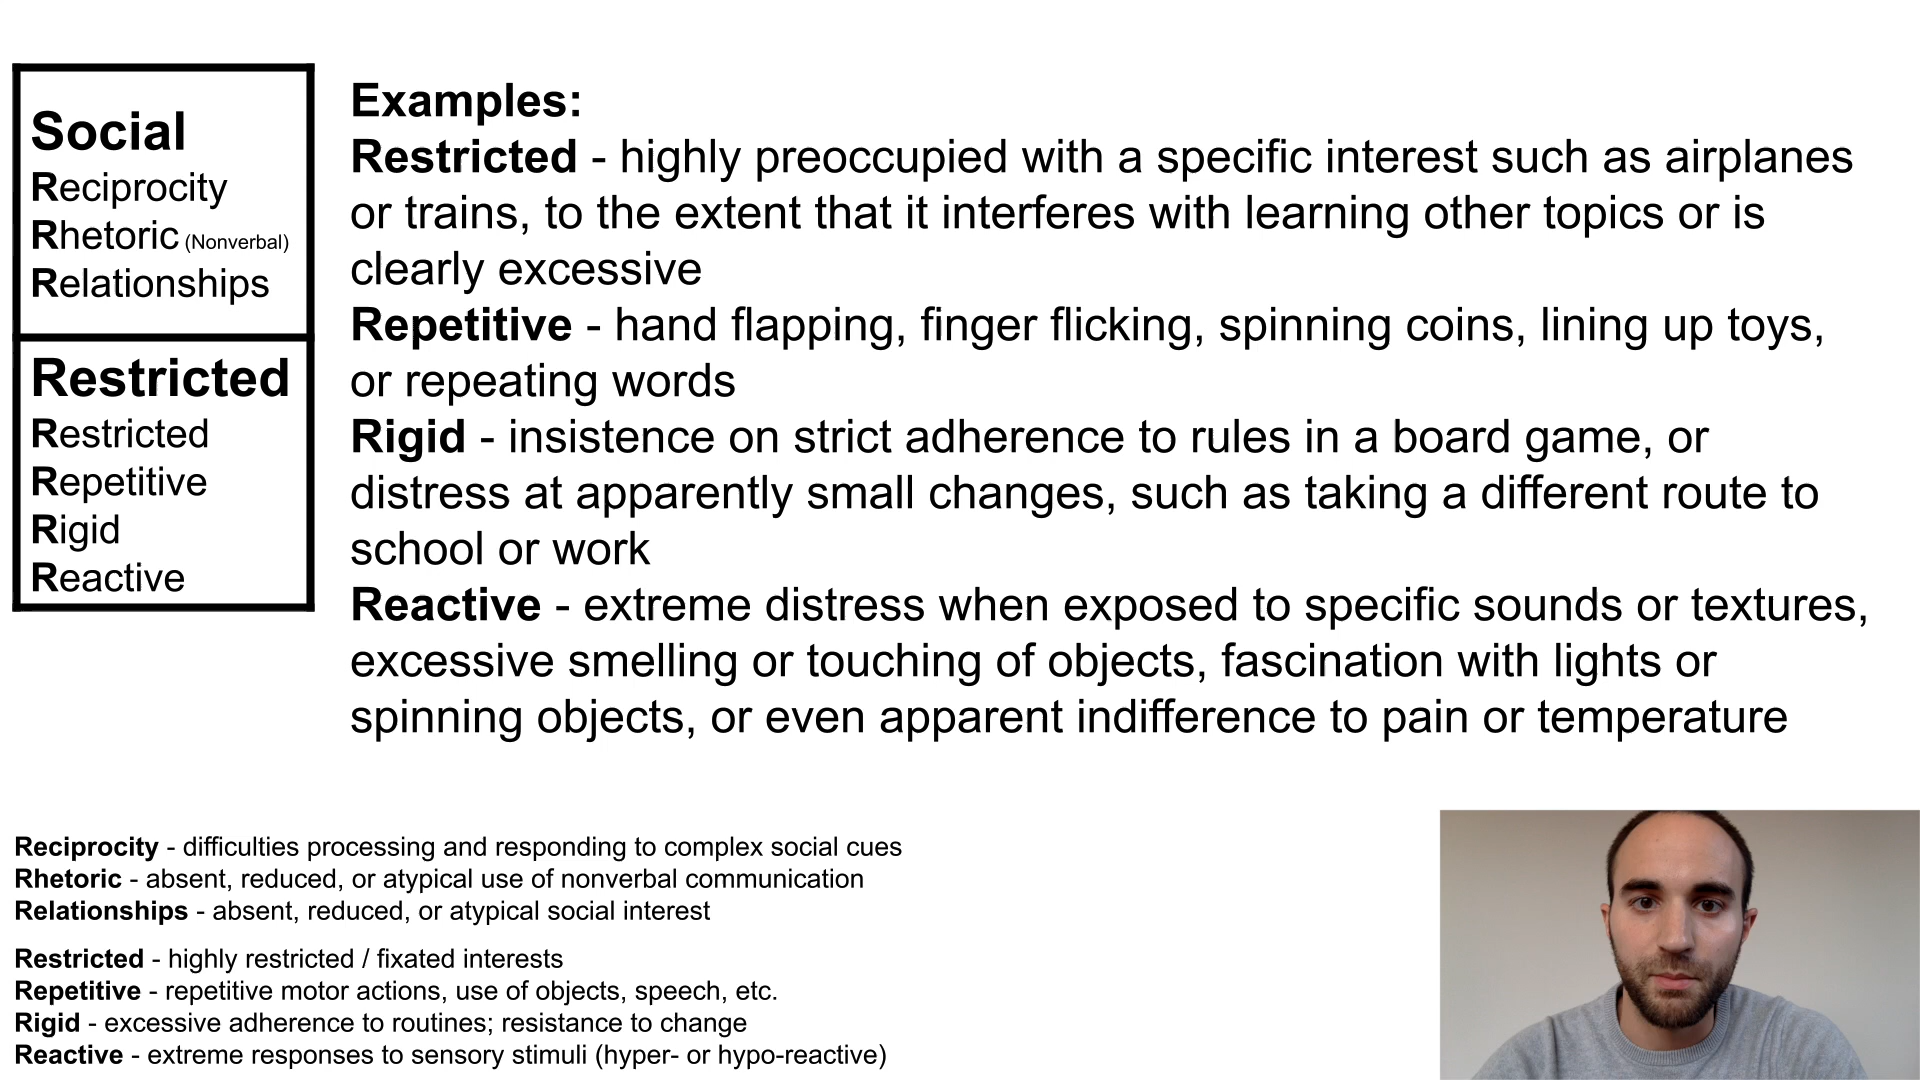 Social
Reciprocity
Rhetoric (Nonverbal)
Relationships
Restricted
Restricted
Repetitive
Rigid
Reactive
Examples:
Restricted - highly preoccupied with a specific interest such as airplanes
or trains, to the extent that it interferes with learning other topics or is
clearly excessive
Repetitive - hand flapping, finger flicking, spinning coins, lining up toys,
or repeating words
Rigid - insistence on strict adherence to rules in a board game, or
distress at apparently small changes, such as taking a different route to
school or work
Reactive - extreme distress when exposed to specific sounds or textures,
excessive smelling or touching of objects, fascination with lights or
spinning objects, or even apparent indifference to pain or temperature
Reciprocity - difficulties processing and responding to complex social cues
Rhetoric - absent, reduced, or atypical use of nonverbal communication
Relationships - absent, reduced, or atypical social interest
Restricted - highly restricted / fixated interests
Repetitive - repetitive motor actions, use of objects, speech, etc.
Rigid - excessive adherence to routines; resistance to change
Reactive - extreme responses to sensory stimuli (hyper- or hypo-reactive)